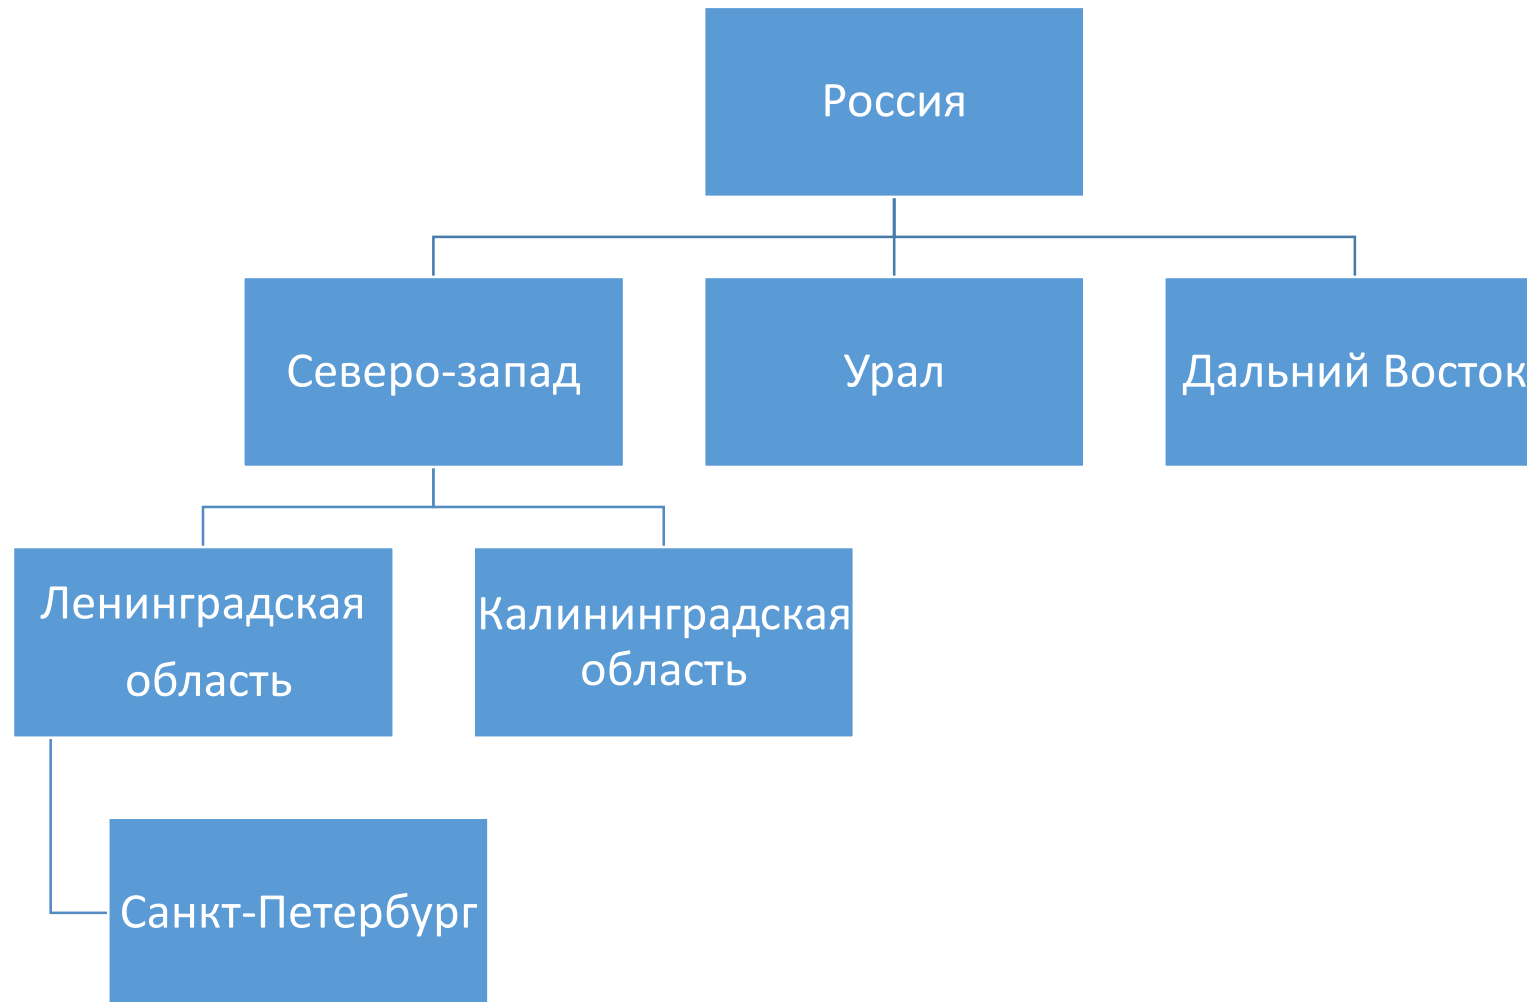 Россия
Северо-запад
Урал
Дальний Восток
Ленинградская
область
Калининградская
область
Санкт-Петербург